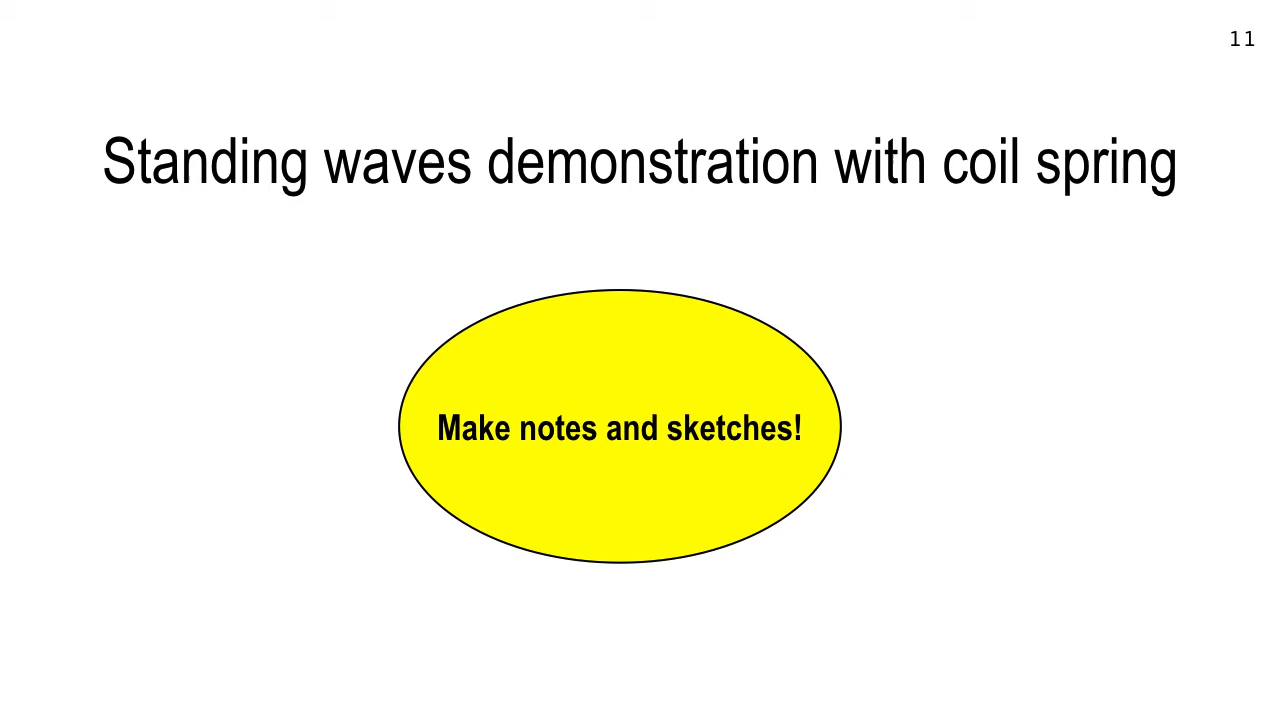 11
Standing waves demonstration with coil spring
Make notes and sketches!